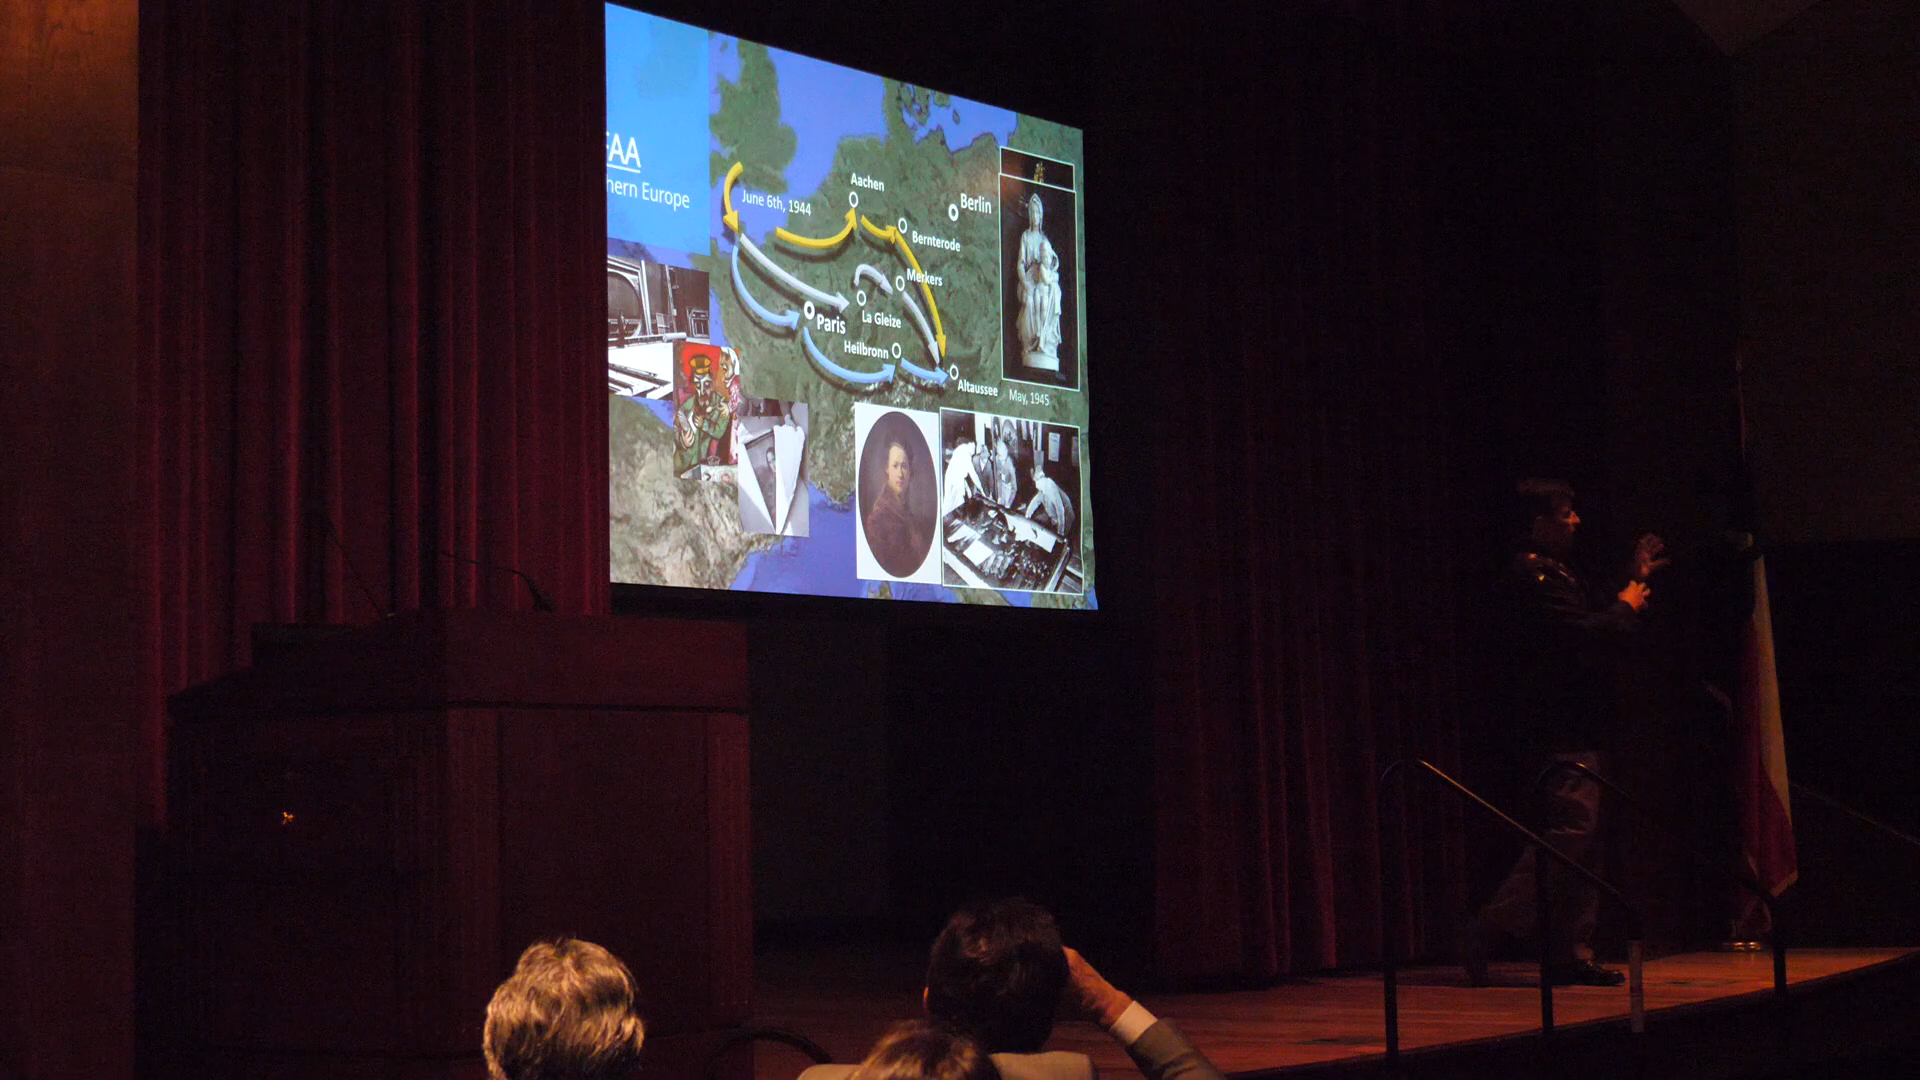 FAA
hern Europe
June 6th, 1944
Aachen
Berlin
Bernterode
Merkers
La Gleize
Paris
Heilbronn
Altaussee
May, 1945